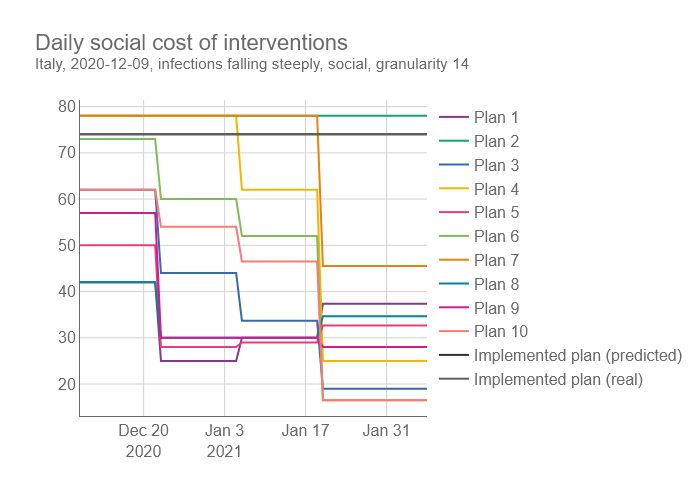 Daily social cost of interventions
Italy, 2020-12-09, infections falling steeply, social, granularity 14
80
70
60
50
40
30
20
Dec 20
2020
Jan 3
2021
Jan 17
Jan 31
Plan 1
Plan 2
Plan 3
Plan 4
Plan 5
Plan 6
Plan 7
Plan 8
Plan 9
Plan 10
Implemented plan (predicted)
Implemented plan (real)